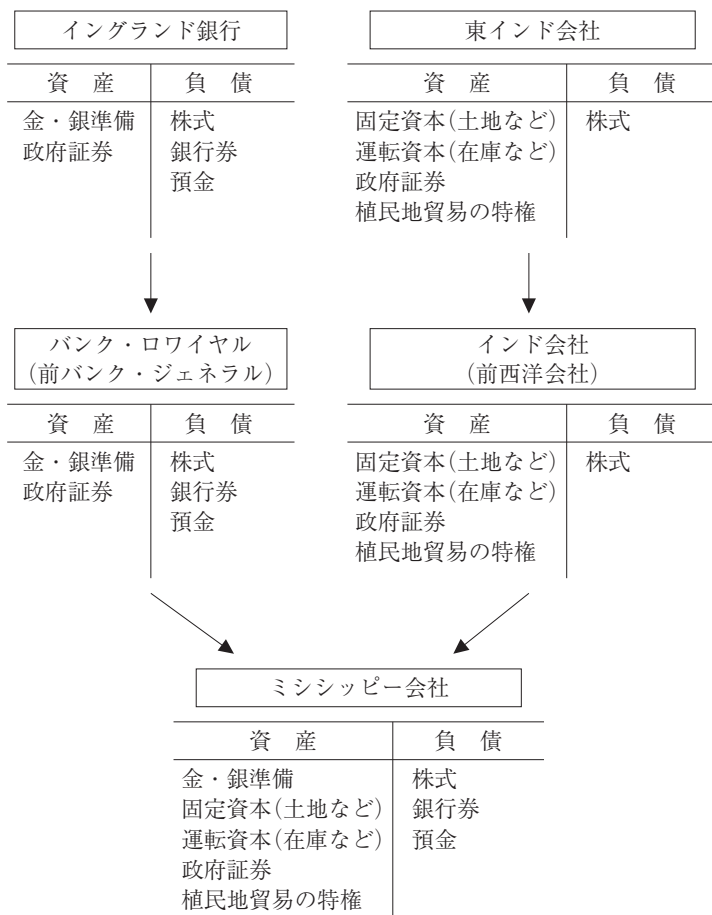 イングランド銀行
資　産　負　債
金・銀準備　株式
政府証券　銀行券
預金
東インド会社
資　産　負　債
固定資本(土地など)　株式
運転資本(在庫など)
政府証券
植民地貿易の特権
バンク・ロワイヤル
(前バンク・ジェネラル)
資　産　負　債
金・銀準備　株式
政府証券　銀行券
預金
インド会社
(前西洋会社)
資　産　負　債
固定資本(土地など)　株式
運転資本(在庫など)
政府証券
植民地貿易の特権
ミシシッピー会社
資　産　負　債
金・銀準備　株式
固定資本(土地など)　銀行券
運転資本(在庫など)　預金
政府証券
植民地貿易の特権